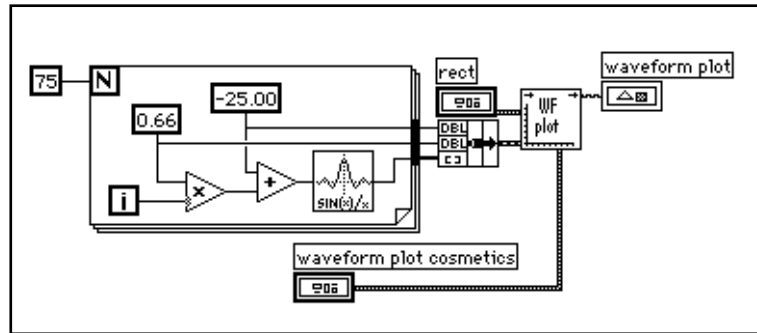 75
N
-25.00
0.66
i
x
+
SIN(x)/x
rect
DBL
DBL
[ ]
WF
plot
waveform plot
waveform plot cosmetics